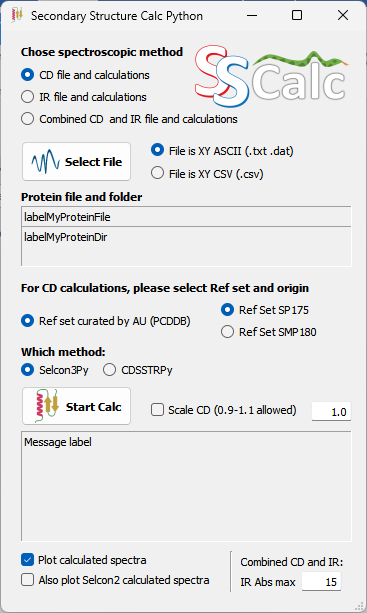 Secondary Structure Calc Python
Chose spectroscopic method
CD file and calculations
IR file and calculations
Combined CD and IR file and calculations
SSCalc
Select File
File is XY ASCII (.txt .dat)
File is XY CSV (.csv)
Protein file and folder
labelMyProteinFile
labelMyProteinDir
For CD calculations, please select Ref set and origin
Ref set curated by AU (PCDDB)
Ref Set SP175
Ref Set SMP180
Which method:
Selcon3Py
CDSSTRPy
Start Calc
Scale CD (0.9-1.1 allowed)
1.0
Message label
Plot calculated spectra
Also plot Selcon2 calculated spectra
Combined CD and IR:
IR Abs max
15